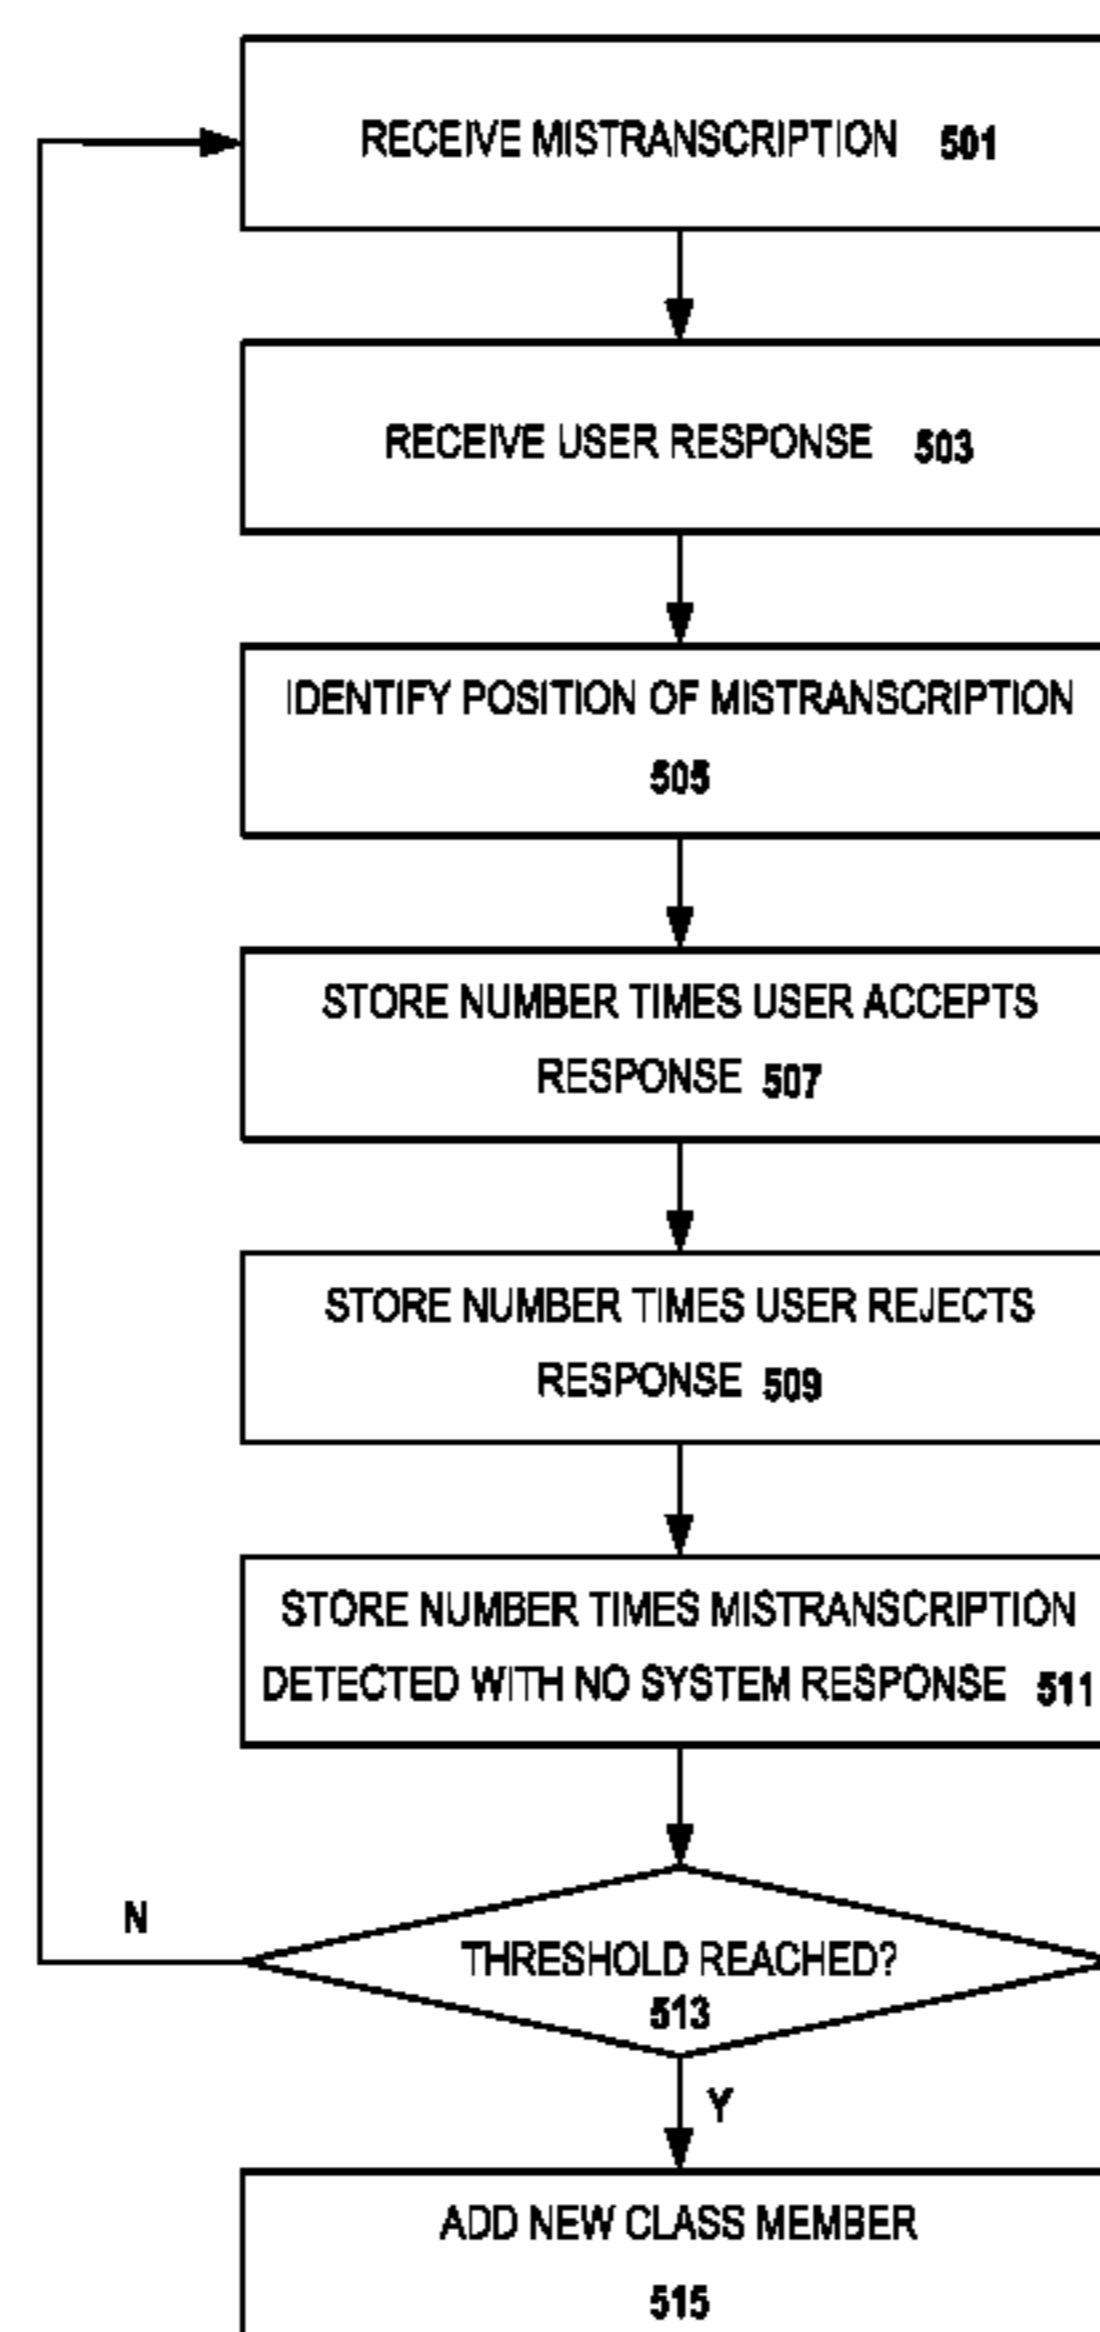 RECEIVE MISTRANSCRIPTION 501
RECEIVE USER RESPONSE 503
IDENTIFY POSITION OF MISTRANSCRIPTION
505
STORE NUMBER TIMES USER ACCEPTS
RESPONSE 507
STORE NUMBER TIMES USER REJECTS
RESPONSE 509
STORE NUMBER TIMES MISTRANSCRIPTION
DETECTED WITH NO SYSTEM RESPONSE 511
N
THRESHOLD REACHED?
513
Y
ADD NEW CLASS MEMBER
515